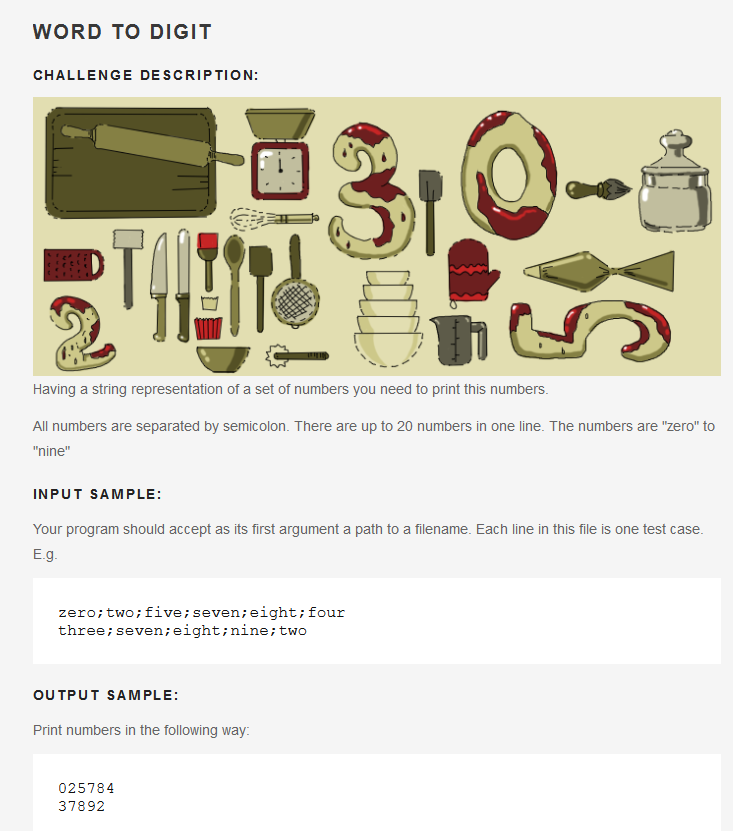 WORD TO DIGIT
CHALLENGE DESCRIPTION:
3 0
2 5
Having a string representation of a set of numbers you need to print this numbers.
All numbers are separated by semicolon. There are up to 20 numbers in one line. The numbers are "zero" to
"nine"
INPUT SAMPLE:
Your program should accept as its first argument a path to a filename. Each line in this file is one test case.
E.g.
zero;two;five;seven;eight;four
three;seven;eight;nine;two
OUTPUT SAMPLE:
Print numbers in the following way:
025784
37892